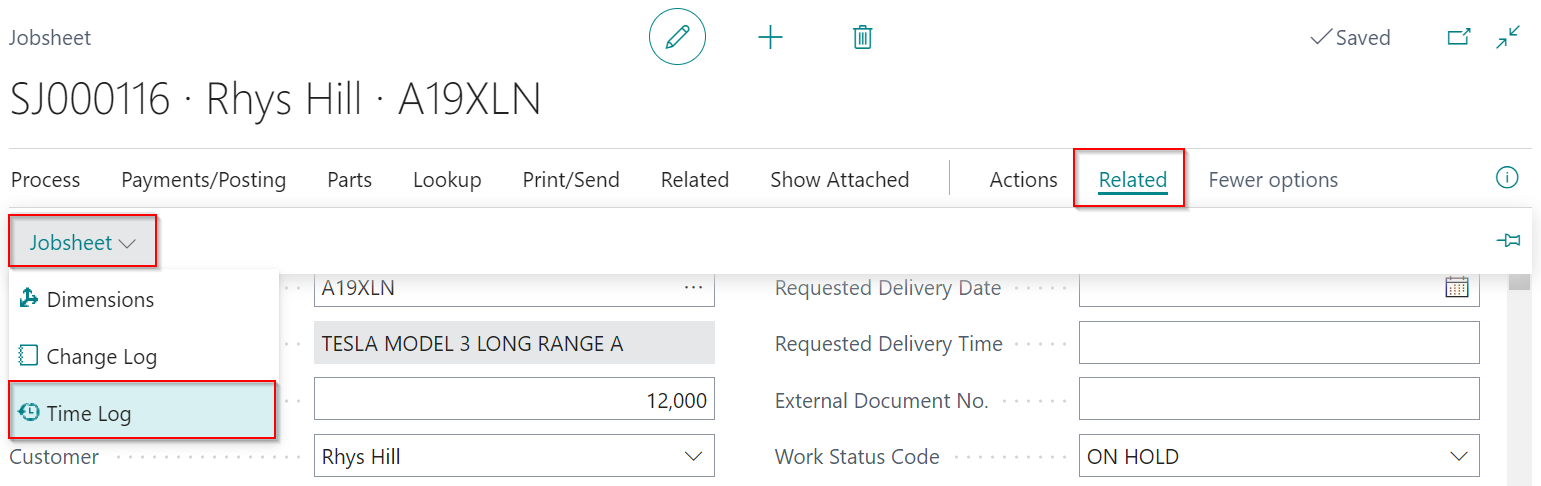 Jobsheet
Saved
SJ000116 · Rhys Hill · A19XLN
Process Payments/Posting Parts Lookup Print/Send Related Show Attached Actions Related Fewer options
Jobsheet
Dimensions
Change Log
Time Log
A19XLN ...
TESLA MODEL 3 LONG RANGE A
12,000
Customer Rhys Hill
Requested Delivery Date
Requested Delivery Time
External Document No.
Work Status Code ON HOLD